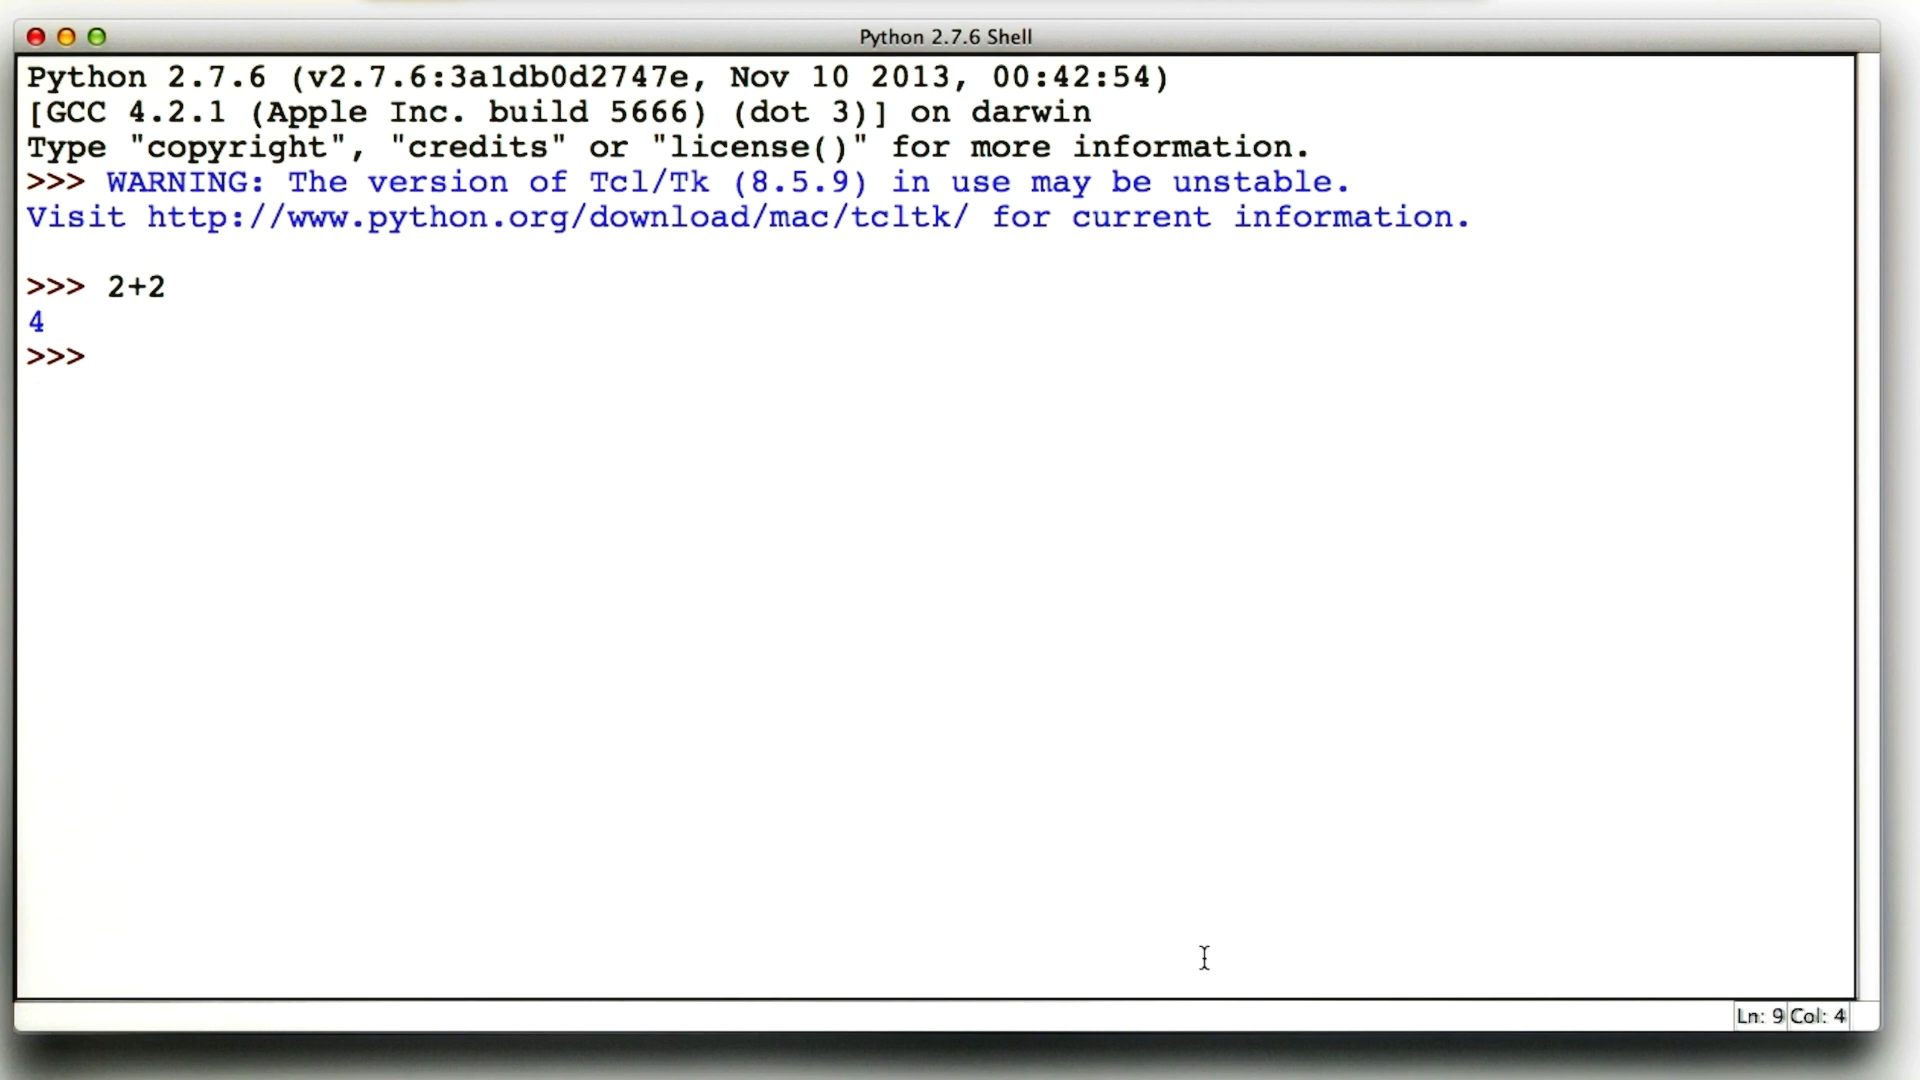 Python 2.7.6 Shell
Python 2.7.6 (v2.7.6:3a1db0d2747e, Nov 10 2013, 00:42:54)
[GCC 4.2.1 (Apple Inc. build 5666) (dot 3)] on darwin
Type "copyright", "credits" or "license()" for more information.
>>> WARNING: The version of Tcl/Tk (8.5.9) in use may be unstable.
Visit http://www.python.org/download/mac/tcltk/ for current information.
>>> 2+2
4
>>>
Ln: 9 Col: 4